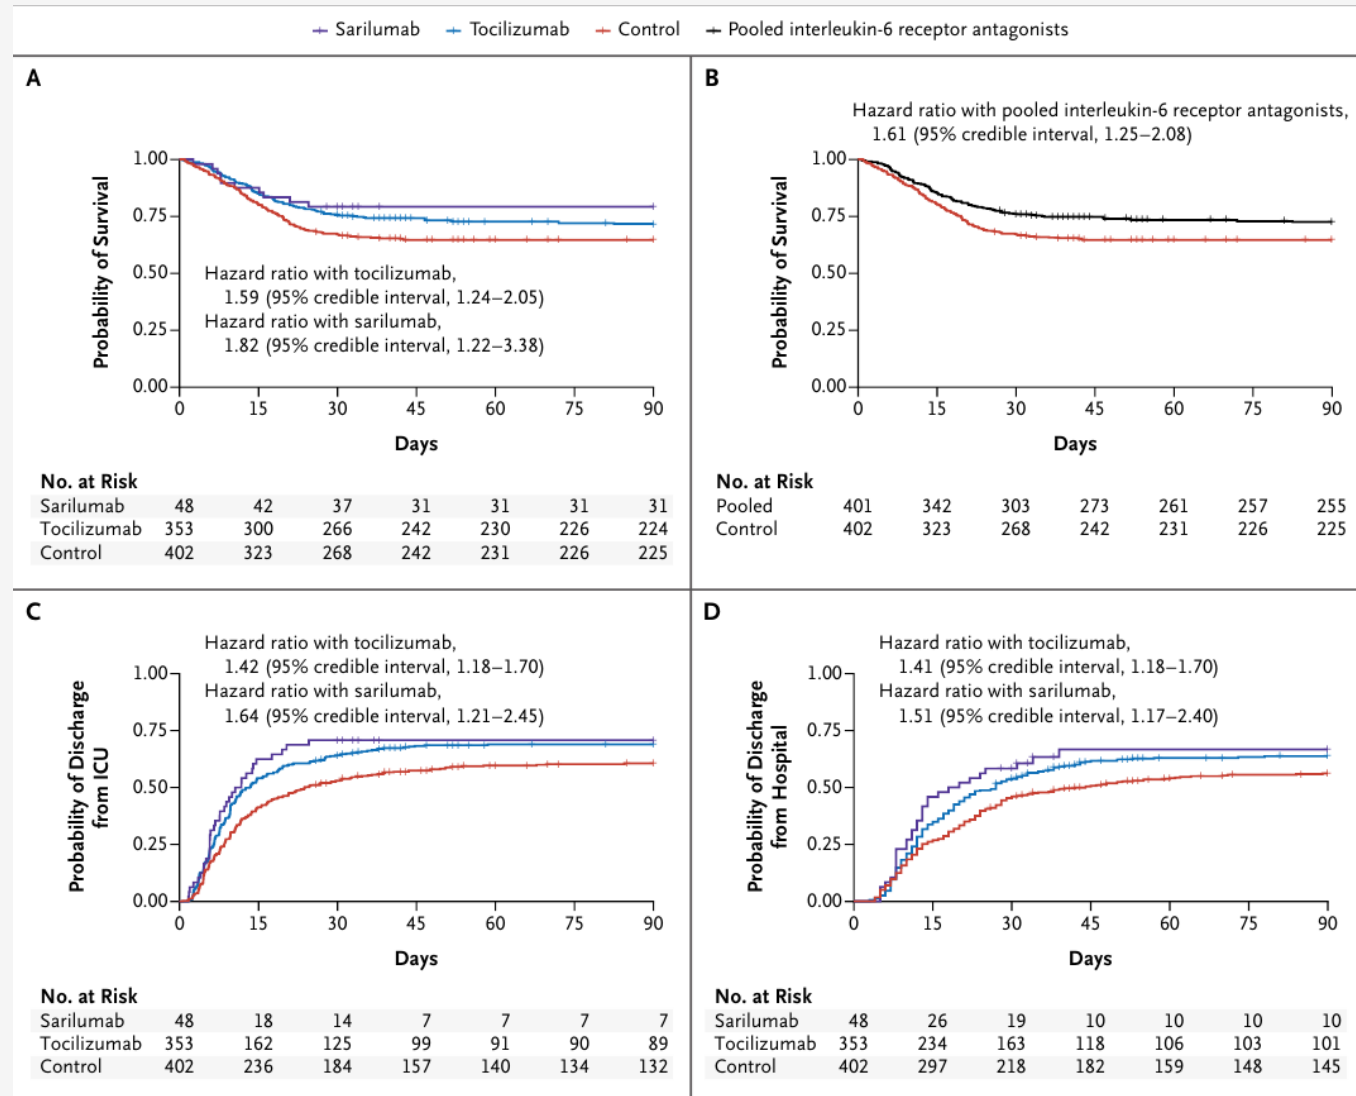 Sarilumab Tocilizumab Control Pooled interleukin-6 receptor antagonists
A
Probability of Survival
1.00
0.75
0.50
0.25
0.00
Hazard ratio with tocilizumab,
1.59 (95% credible interval, 1.24–2.05)
Hazard ratio with sarilumab,
1.82 (95% credible interval, 1.22–3.38)
0 15 30 45 60 75 90
Days
No. at Risk
Sarilumab 48 42 37 31 31 31 31
Tocilizumab 353 300 266 242 230 226 224
Control 402 323 268 242 231 226 225
B
Hazard ratio with pooled interleukin-6 receptor antagonists,
1.61 (95% credible interval, 1.25–2.08)
Probability of Survival
1.00
0.75
0.50
0.25
0.00
0 15 30 45 60 75 90
Days
No. at Risk
Pooled 401 342 303 273 261 257 255
Control 402 323 268 242 231 226 225
C
Hazard ratio with tocilizumab,
1.42 (95% credible interval, 1.18–1.70)
Hazard ratio with sarilumab,
1.64 (95% credible interval, 1.21–2.45)
Probability of Discharge
from ICU
1.00
0.75
0.50
0.25
0.00
0 15 30 45 60 75 90
Days
No. at Risk
Sarilumab 48 18 14 7 7 7 7
Tocilizumab 353 162 125 99 91 90 89
Control 402 236 184 157 140 134 132
D
Hazard ratio with tocilizumab,
1.41 (95% credible interval, 1.18–1.70)
Hazard ratio with sarilumab,
1.51 (95% credible interval, 1.17–2.40)
Probability of Discharge
from Hospital
1.00
0.75
0.50
0.25
0.00
0 15 30 45 60 75 90
Days
No. at Risk
Sarilumab 48 26 19 10 10 10 10
Tocilizumab 353 234 163 118 106 103 101
Control 402 297 218 182 159 148 145